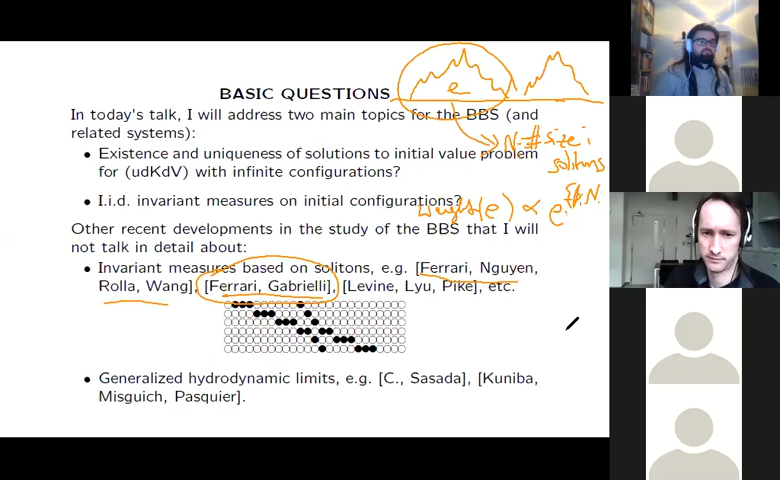 BASIC QUESTIONS
e
In today's talk, I will address two main topics for the BBS (and
related systems):
N_i = # size i
solitons
• Existence and uniqueness of solutions to initial value problem
for (udKdV) with infinite configurations?
• I.i.d. invariant measures on initial configurations?
weight(e) ∝ e
Other recent developments in the study of the BBS that I will
not talk in detail about:
• Invariant measures based on solitons, e.g. [Ferrari, Nguyen,
Rolla, Wang], [Ferrari, Gabrielli], [Levine, Lyu, Pike], etc.
• Generalized hydrodynamic limits, e.g. [C., Sasada], [Kuniba,
Misguich, Pasquier].